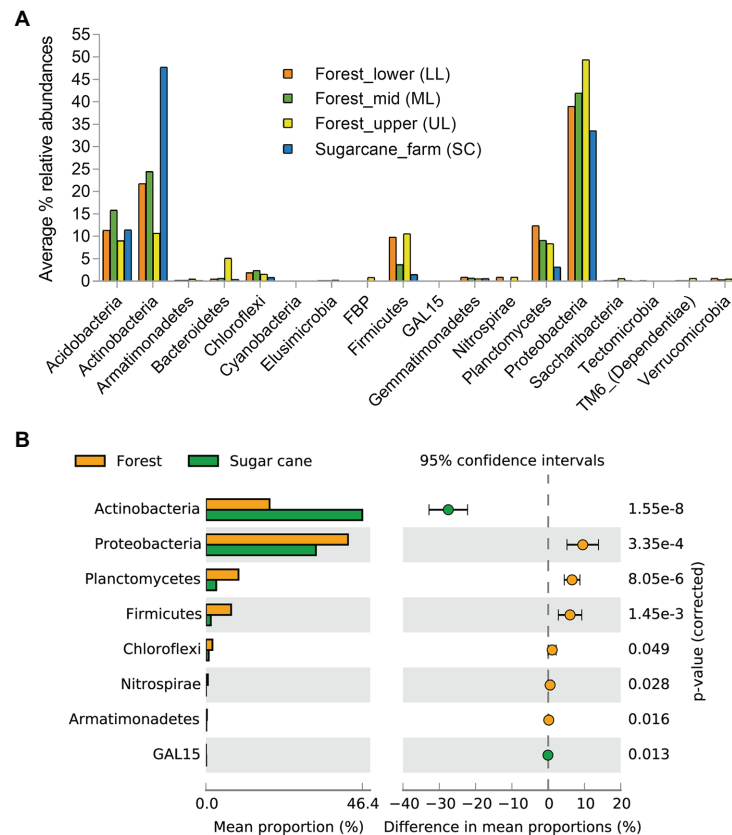 A
Average % relative abundances
55
50
45
40
35
30
25
20
15
10
5
0
Forest_lower (LL)
Forest_mid (ML)
Forest_upper (UL)
Sugarcane_farm (SC)
Acidobacteria
Actinobacteria
Armatimonadetes
Bacteroidetes
Chloroflexi
Cyanobacteria
Elusimicrobia
FBP
Firmicutes
GAL15
Gemmatimonadetes
Nitrospirae
Planctomycetes
Proteobacteria
Saccharibacteria
Tectomicrobia
TM6_(Dependentiae)
Verrucomicrobia
B
Forest
Sugar cane
95% confidence intervals
Actinobacteria 1.55e-8
Proteobacteria 3.35e-4
Planctomycetes 8.05e-6
Firmicutes 1.45e-3
Chloroflexi 0.049
Nitrospirae 0.028
Armatimonadetes 0.016
GAL15 0.013
p-value (corrected)
0.0 46.4 −40 −30 −20 −10 0 10 20
Mean proportion (%) Difference in mean proportions (%)